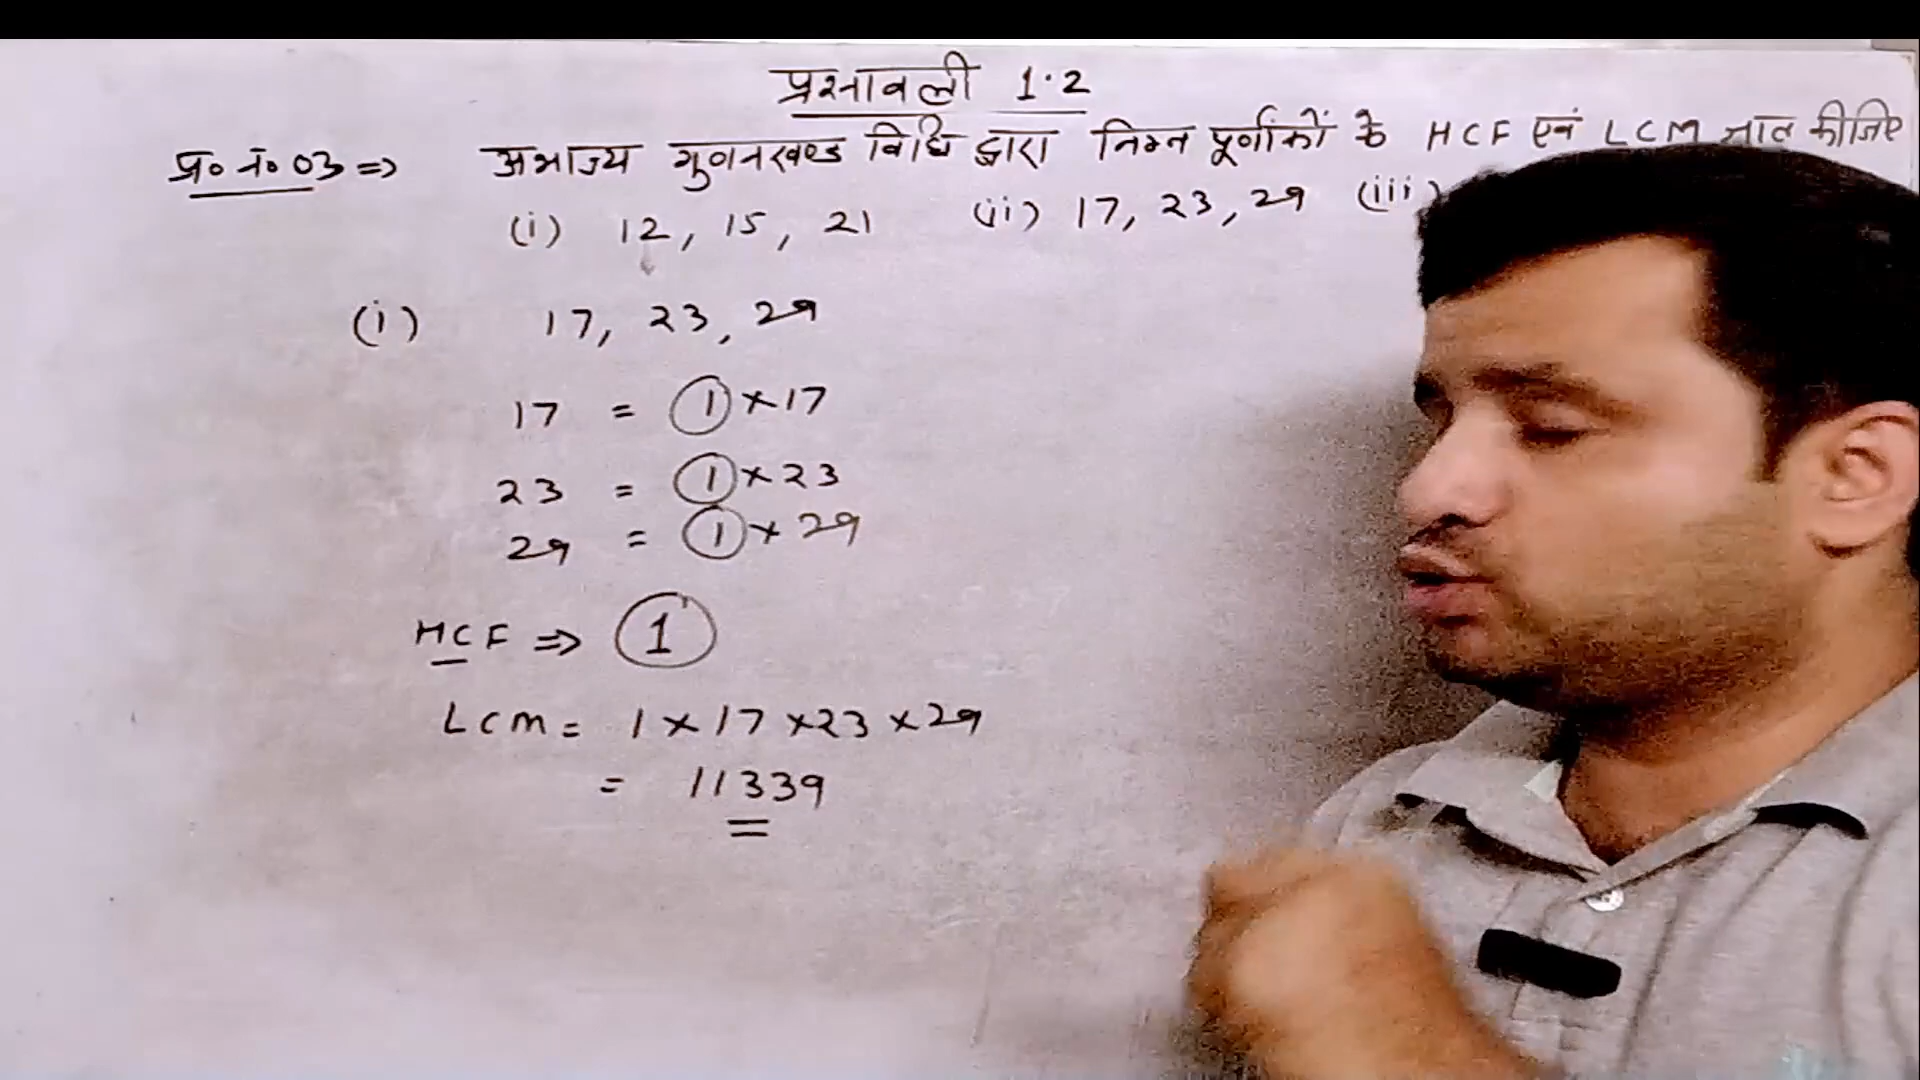 प्रश्नावली 1.2
प्र० नं० 03 ⇒ अभाज्य गुणनखण्ड विधि द्वारा निम्न पूर्णांकों के HCF एवं LCM ज्ञात कीजिए
(i) 12, 15, 21 (ii) 17, 23, 29 (iii)
(i) 17, 23, 29
17 = 1 × 17
23 = 1 × 23
29 = 1 × 29
HCF ⇒ 1
LCM = 1 × 17 × 23 × 29
= 11339